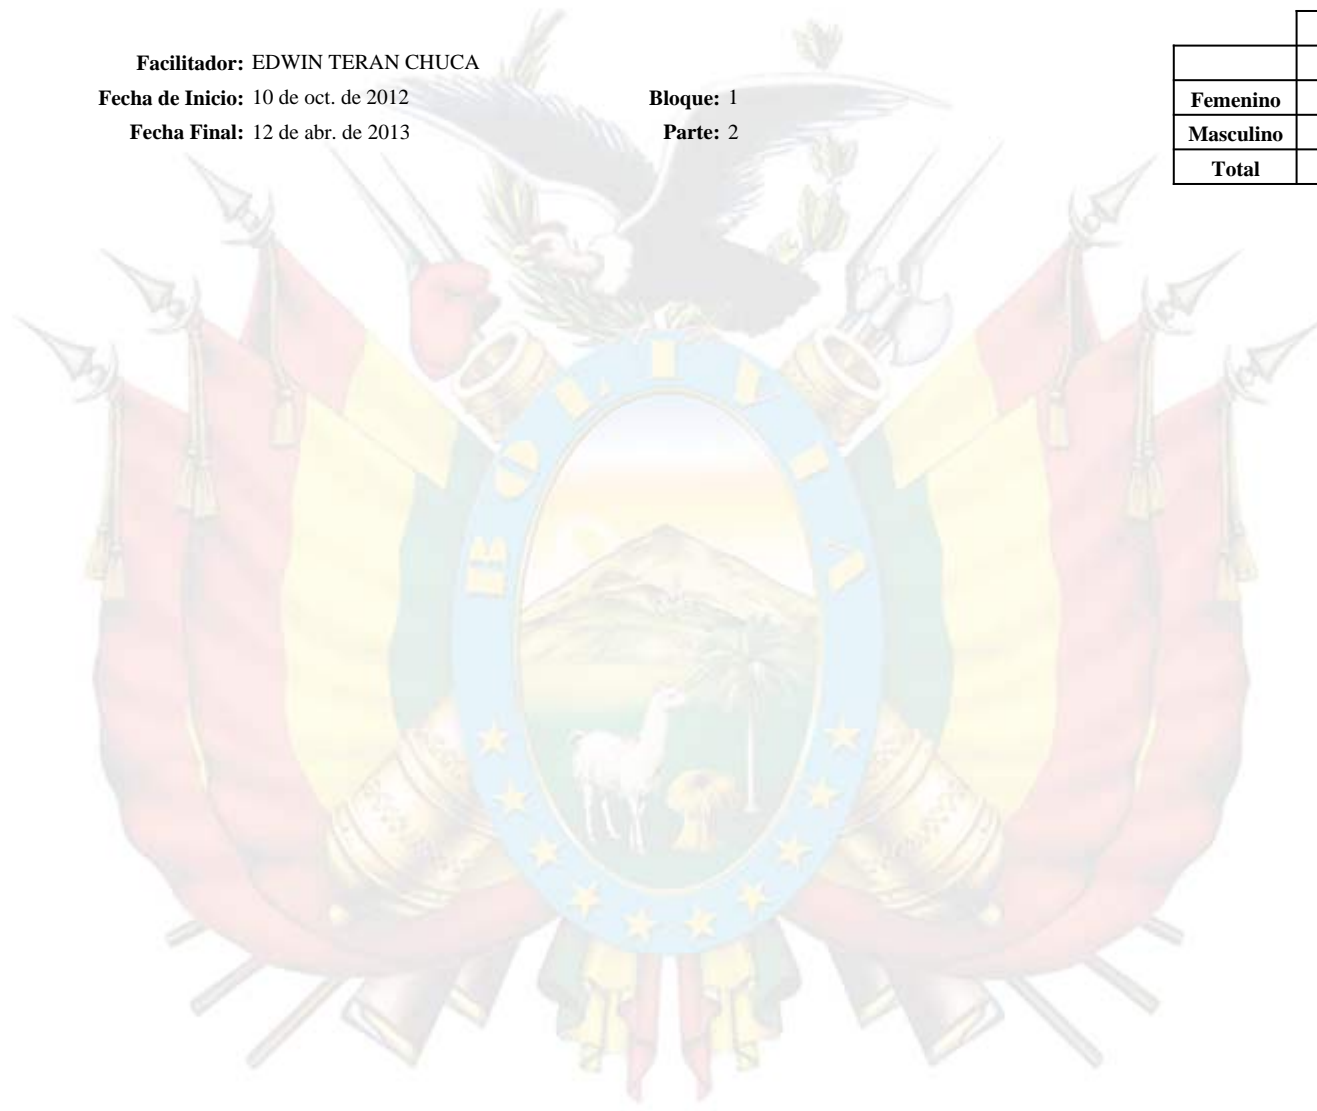 Facilitador: EDWIN TERAN CHUCA
Fecha de Inicio: 10 de oct. de 2012 Bloque: 1
Fecha Final: 12 de abr. de 2013 Parte: 2
Femenino
Masculino
Total
BOLIVIA